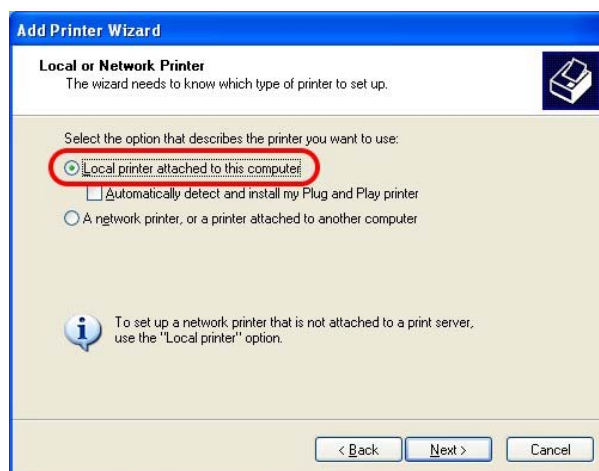 Add Printer Wizard
Local or Network Printer
The wizard needs to know which type of printer to set up.
Select the option that describes the printer you want to use:
Local printer attached to this computer
Automatically detect and install my Plug and Play printer
A network printer, or a printer attached to another computer
To set up a network printer that is not attached to a print server,
use the "Local printer" option.
< Back Next > Cancel